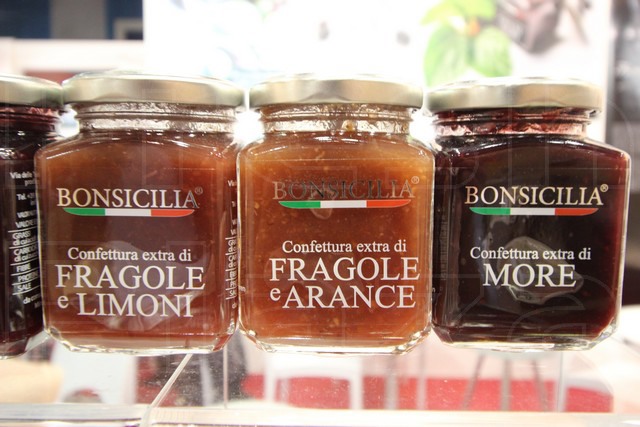 BONSICILIA®
Confettura extra di
FRAGOLE
e LIMONI
BONSICILIA®
Confettura extra di
FRAGOLE
e ARANCE
BONSICILIA®
Confettura extra di
MORE